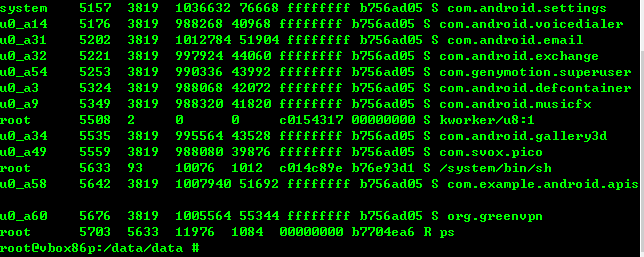 system    5157  3819  1036632 76668 ffffffff b756ad05 S com.android.settings
u0_a14    5176  3819  988268 40968 ffffffff b756ad05 S com.android.voicedialer
u0_a31    5202  3819  1012784 51904 ffffffff b756ad05 S com.android.email
u0_a32    5221  3819  997924 44060 ffffffff b756ad05 S com.android.exchange
u0_a54    5253  3819  990336 43992 ffffffff b756ad05 S com.genymotion.superuser
u0_a3     5324  3819  988068 42072 ffffffff b756ad05 S com.android.defcontainer
u0_a9     5349  3819  988320 41820 ffffffff b756ad05 S com.android.musicfx
root      5508  2     0      0     c0154317 00000000 S kworker/u8:1
u0_a34    5535  3819  995564 43528 ffffffff b756ad05 S com.android.gallery3d
u0_a49    5559  3819  988080 39876 ffffffff b756ad05 S com.svox.pico
root      5633  93    10076  1012  c014c89e b76e93d1 S /system/bin/sh
u0_a58    5642  3819  1007940 51692 ffffffff b756ad05 S com.example.android.apis
u0_a60    5676  3819  1005564 55344 ffffffff b756ad05 S org.greenvpn
root      5703  5633  11976  1084  00000000 b7704ea6 R ps
root@vbox86p:/data/data #